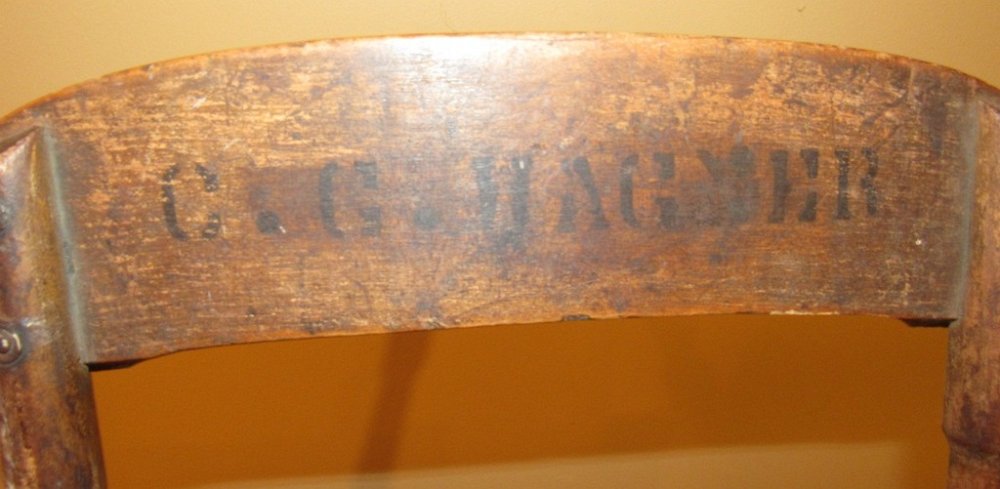 C. G. WAGNER